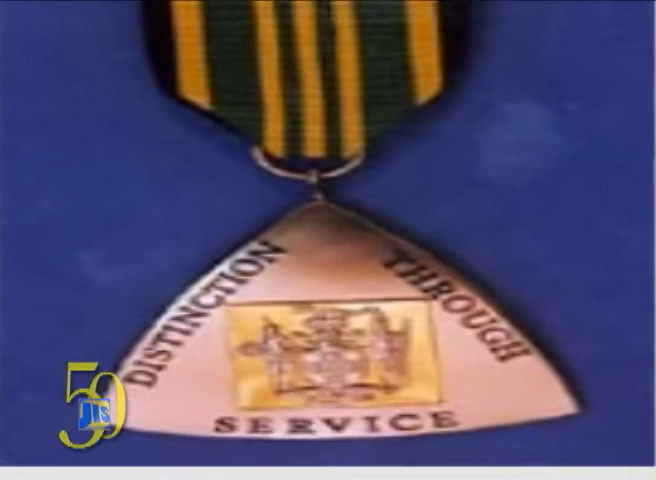 DISTINCTION
THROUGH
SERVICE
59
JIS